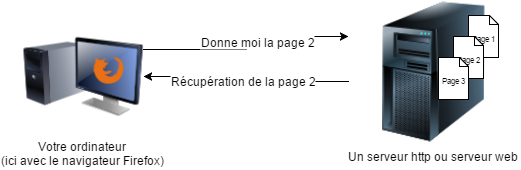 Donne moi la page 2
Récupération de la page 2
Page 1
Page 2
Page 3
Votre ordinateur
(ici avec le navigateur Firefox)
Un serveur http ou serveur web